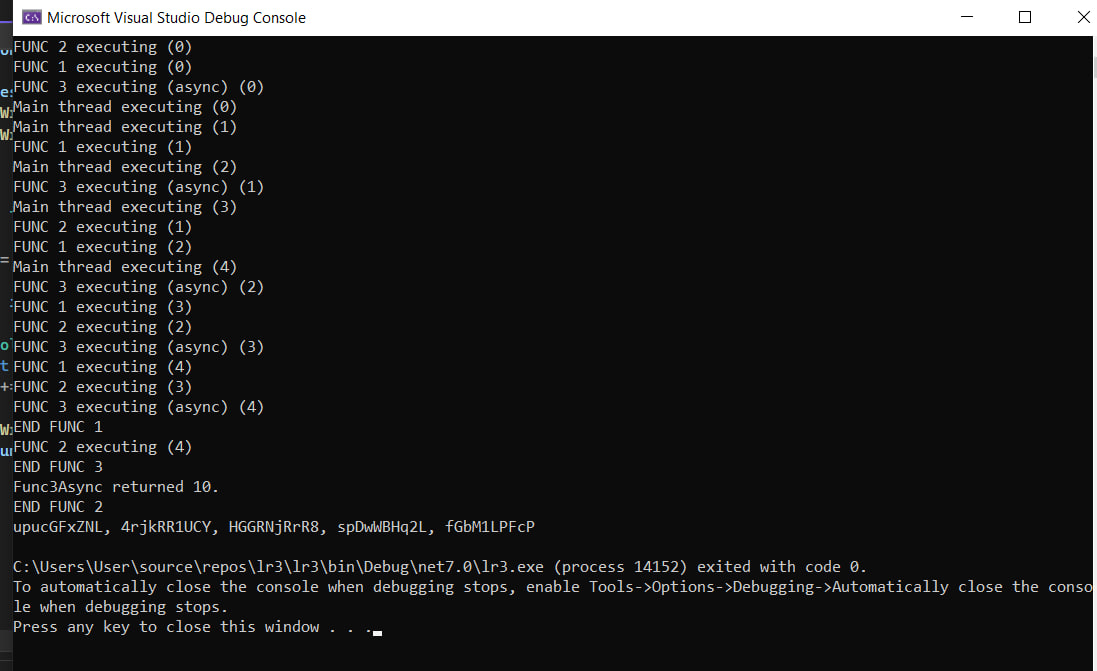 Microsoft Visual Studio Debug Console
FUNC 2 executing (0)
FUNC 1 executing (0)
FUNC 3 executing (async) (0)
Main thread executing (0)
Main thread executing (1)
FUNC 1 executing (1)
Main thread executing (2)
FUNC 3 executing (async) (1)
Main thread executing (3)
FUNC 2 executing (1)
FUNC 1 executing (2)
Main thread executing (4)
FUNC 3 executing (async) (2)
FUNC 1 executing (3)
FUNC 2 executing (2)
FUNC 3 executing (async) (3)
FUNC 1 executing (4)
FUNC 2 executing (3)
FUNC 3 executing (async) (4)
END FUNC 1
FUNC 2 executing (4)
END FUNC 3
Func3Async returned 10.
END FUNC 2
upucGFxZNL, 4rjkRR1UCY, HGGRNjRrR8, spDwWBHq2L, fGbM1LPFcP
C:\Users\User\source\repos\lr3\lr3\bin\Debug\net7.0\lr3.exe (process 14152) exited with code 0.
To automatically close the console when debugging stops, enable Tools->Options->Debugging->Automatically close the conso
le when debugging stops.
Press any key to close this window . . .